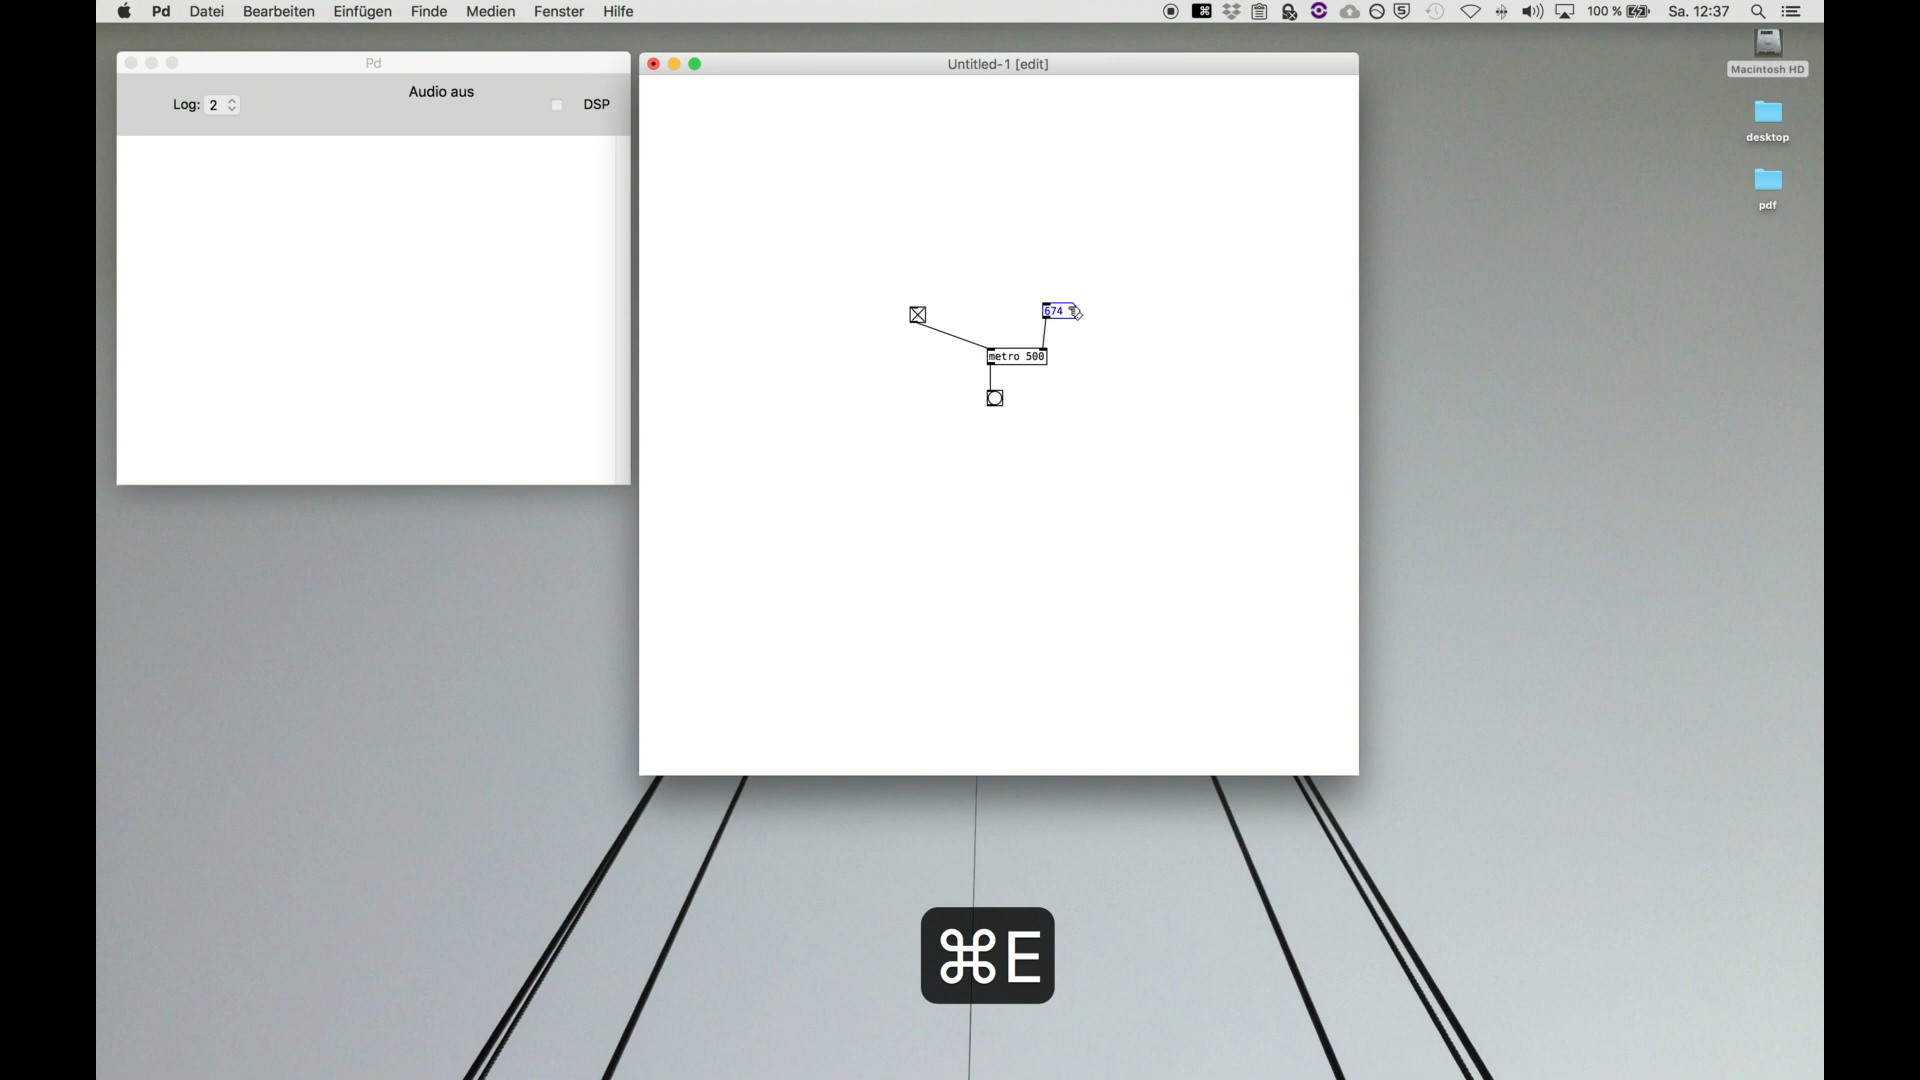 Pd Datei Bearbeiten Einfügen Finde Medien Fenster Hilfe 100 % Sa. 12:37
Pd
Audio aus
Log: 2 DSP
Untitled-1 [edit]
674
metro 500
Macintosh HD
desktop
pdf
⌘E